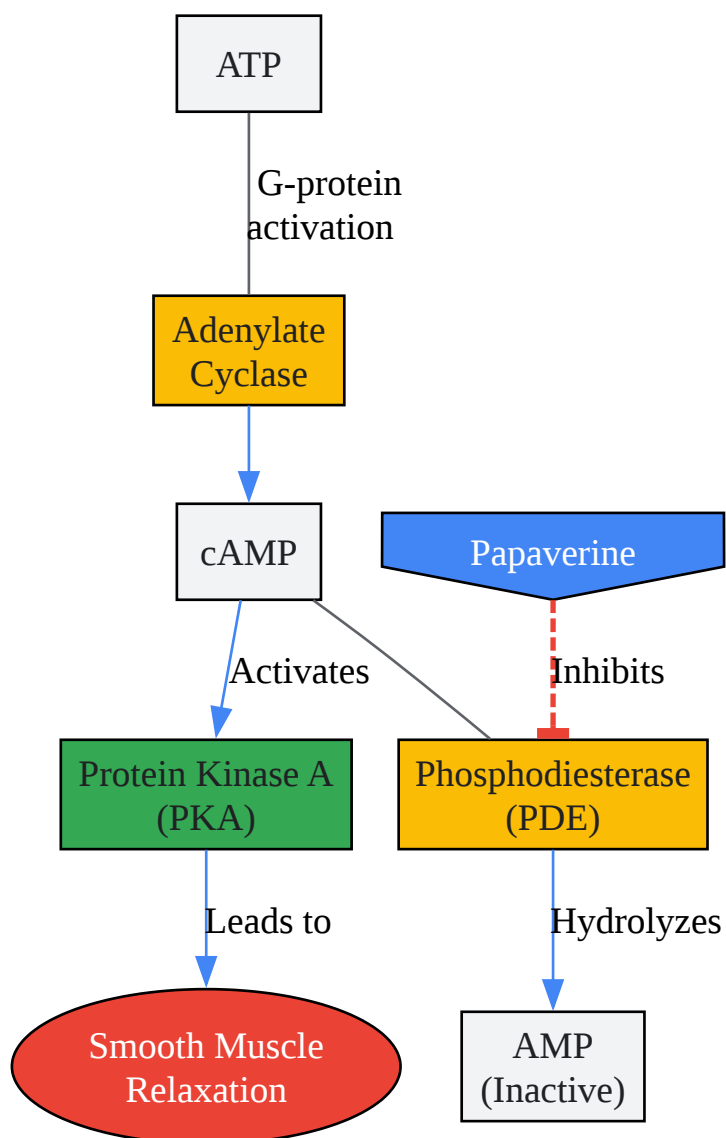 ATP
G-protein
activation
Adenylate
Cyclase
cAMP
Papaverine
Activates
Inhibits
Protein Kinase A
(PKA)
Phosphodiesterase
(PDE)
Leads to
Hydrolyzes
Smooth Muscle
Relaxation
AMP
(Inactive)